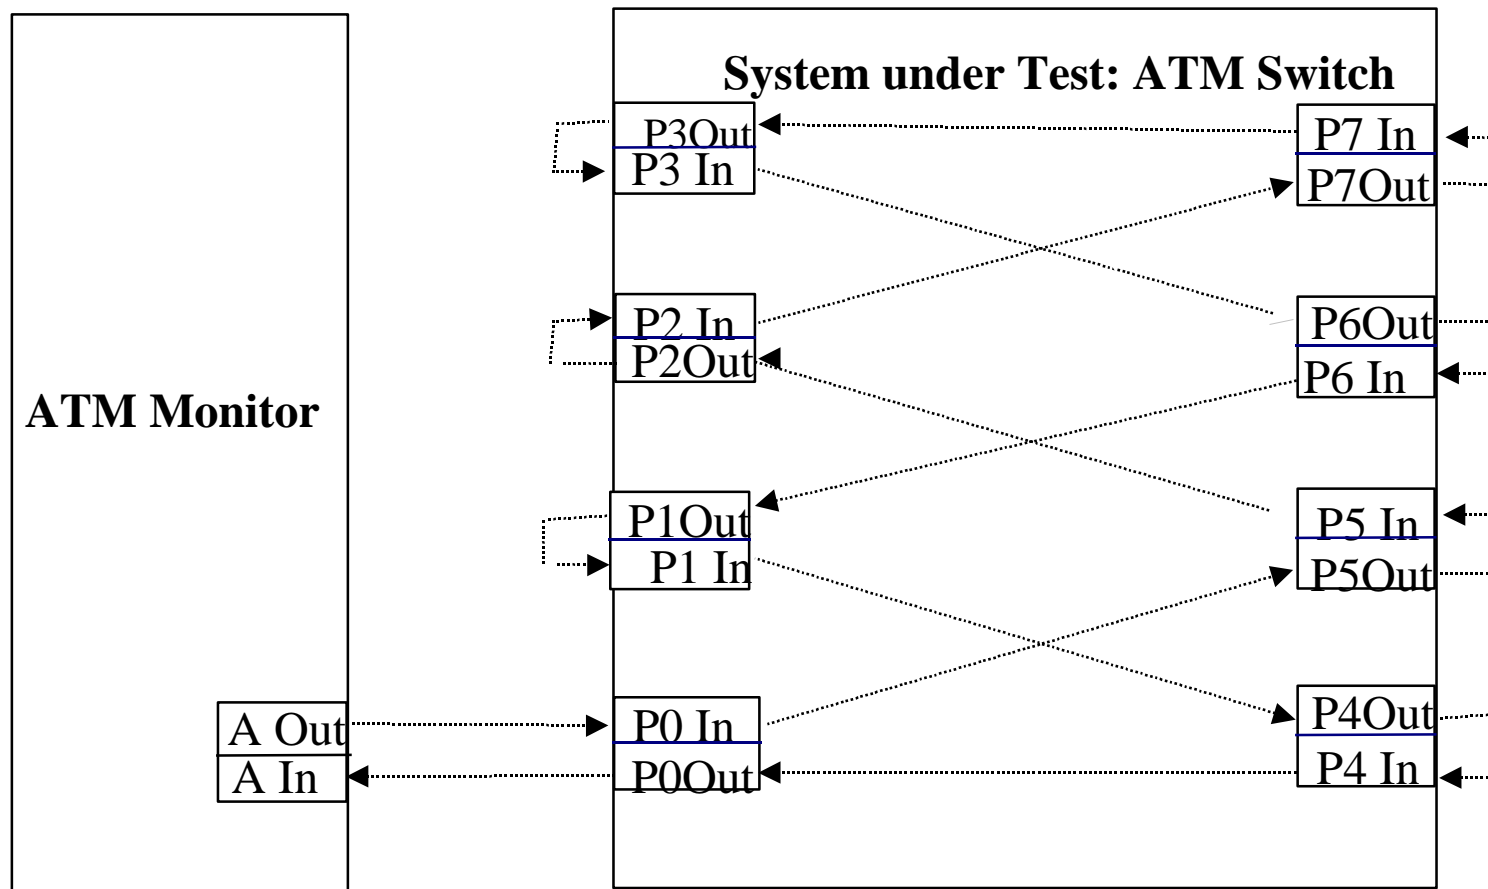 System under Test: ATM Switch
P3Out
P3 In
P7 In
P7Out
P2 In
P2Out
P6Out
P6 In
ATM Monitor
P1Out
P1 In
P5 In
P5Out
A Out
A In
P0 In
P0Out
P4Out
P4 In